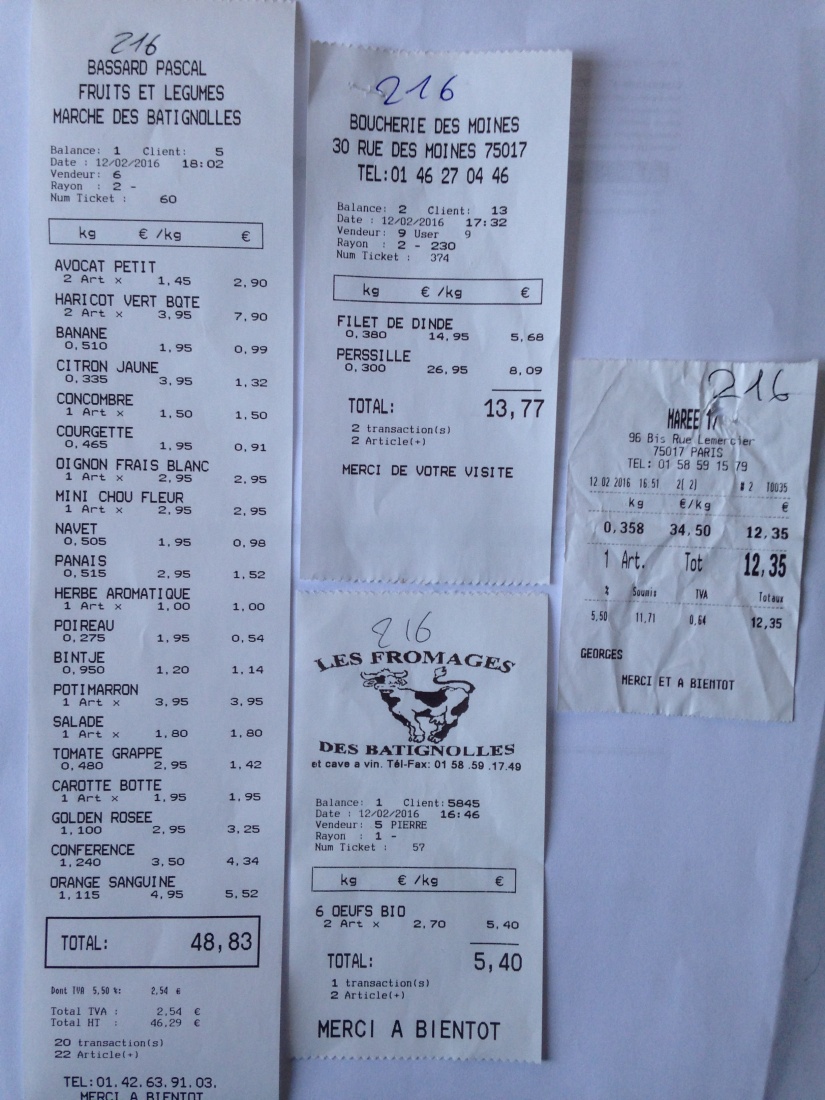 216
BASSARD PASCAL
FRUITS ET LEGUMES
MARCHE DES BATIGNOLLES
Balance: 1 Client: 5
Date : 12/02/2016 18:02
Vendeur: 6
Rayon : 2 -
Num Ticket : 60
kg €/kg €
AVOCAT PETIT
2 Art x 1,45 2,90
HARICOT VERT BQTE
2 Art x 3,95 7,90
BANANE
0,510 1,95 0,99
CITRON JAUNE
0,335 3,95 1,32
CONCOMBRE
1 Art x 1,50 1,50
COURGETTE
0,465 1,95 0,91
OIGNON FRAIS BLANC
1 Art x 2,95 2,95
MINI CHOU FLEUR
1 Art x 2,95 2,95
NAVET
0,505 1,95 0,98
PANAIS
0,515 2,95 1,52
HERBE AROMATIQUE
1 Art x 1,00 1,00
POIREAU
0,275 1,95 0,54
BINTJE
0,950 1,20 1,14
POTIMARRON
1 Art x 3,95 3,95
SALADE
1 Art x 1,80 1,80
TOMATE GRAPPE
0,480 2,95 1,42
CAROTTE BOTTE
1 Art x 1,95 1,95
GOLDEN ROSEE
1,100 2,95 3,25
CONFERENCE
1,240 3,50 4,34
ORANGE SANGUINE
1,115 4,95 5,52
TOTAL: 48,83
Dont TVA 5,50 %: 2,54 €
Total TVA : 2,54 €
Total HT : 46,29 €
20 transaction(s)
22 Article(+)
TEL:01.42.63.91.03.
MERCI A BIENTOT
216
BOUCHERIE DES MOINES
30 RUE DES MOINES 75017
TEL:01 46 27 04 46
Balance: 2 Client: 13
Date : 12/02/2016 17:32
Vendeur: 9 User 9
Rayon : 2 - 230
Num Ticket : 374
kg €/kg €
FILET DE DINDE
0,380 14,95 5,68
PERSSILLE
0,300 26,95 8,09
TOTAL: 13,77
2 transaction(s)
2 Article(+)
MERCI DE VOTRE VISITE
216
LES FROMAGES
DES BATIGNOLLES
et cave a vin. Tél-Fax: 01 58 .59 .17.49
Balance: 1 Client:5845
Date : 12/02/2016 16:46
Vendeur: 5 PIERRE
Rayon : 1 -
Num Ticket : 57
kg €/kg €
6 OEUFS BIO
2 Art x 2,70 5,40
TOTAL: 5,40
1 transaction(s)
2 Article(+)
MERCI A BIENTOT
216
MAREE 17
96 Bis Rue Lemercier
75017 PARIS
TEL: 01 58 59 15 79
12.02.2016 16:51 2( 2) # 2 10035
kg €/kg €
0,358 34,50 12,35
1 Art. Tot 12,35
% Soumis TVA Totaux
5,50 11,71 0,64 12,35
GEORGES
MERCI ET A BIENTOT